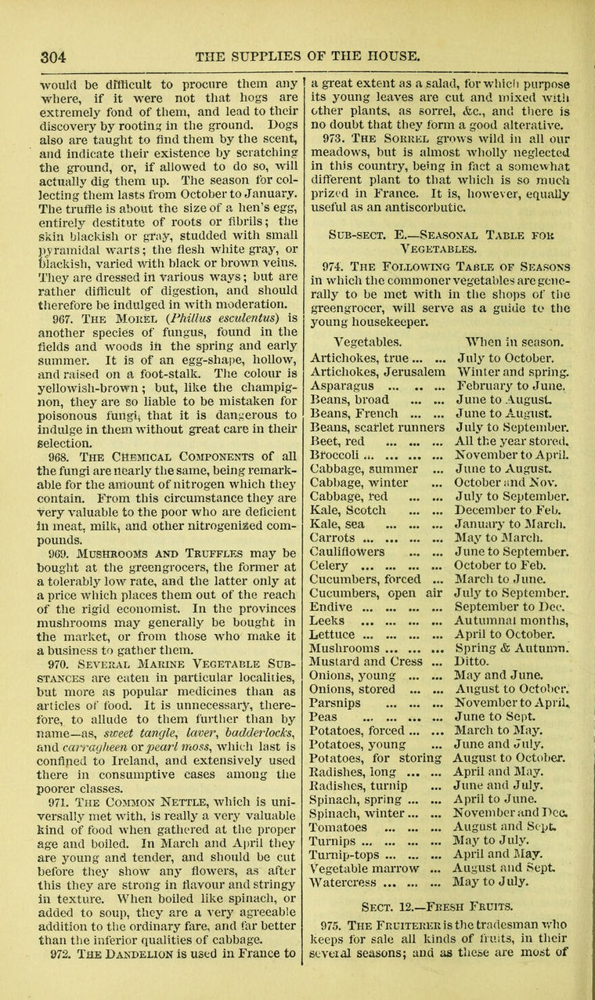 304
THE SUPPLIES OF THE HOUSE.
would be difficult to procure them any
where, if it were not that hogs are
extremely fond of them, and lead to their
discovery by rooting in the ground. Dogs
also are taught to find them by the scent,
and indicate their existence by scratching
the ground, or, if allowed to do so, will
actually dig them up. The season for col-
lecting them lasts from October to January.
The truffle is about the size of a hen's egg,
entirely destitute of roots or fibrils; the
skin blackish or gray, studded with small
pyramidal warts; the flesh white gray, or
blackish, varied with black or brown veins.
They are dressed in various ways; but are
rather difficult of digestion, and should
therefore be indulged in with moderation.
967. THE MOREL (Phillus esculentus) is
another species of fungus, found in the
fields and woods in the spring and early
summer. It is of an egg-shape, hollow,
and raised on a foot-stalk. The colour is
yellowish-brown; but, like the champig-
non, they are so liable to be mistaken for
poisonous fungi, that it is dangerous to
indulge in them without great care in their
selection.
968. THE CHEMICAL COMPONENTS of all
the fungi are nearly the same, being remark-
able for the amount of nitrogen which they
contain. From this circumstance they are
very valuable to the poor who are deficient
in meat, milk, and other nitrogenized com-
pounds.
969. MUSHROOMS AND TRUFFLES may be
bought at the greengrocers, the former at
a tolerably low rate, and the latter only at
a price which places them out of the reach
of the rigid economist. In the provinces
mushrooms may generally be bought in
the market, or from those who make it
a business to gather them.
970. SEVERAL MARINE VEGETABLE SUB-
STANCES are eaten in particular localities,
but more as popular medicines than as
articles of food. It is unnecessary, there-
fore, to allude to them further than by
name—as, sweet tangle, laver, badderlocks,
and carragheen or pearl moss, which last is
confined to Ireland, and extensively used
there in consumptive cases among the
poorer classes.
971. THE COMMON NETTLE, which is uni-
versally met with, is really a very valuable
kind of food when gathered at the proper
age and boiled. In March and April they
are young and tender, and should be cut
before they show any flowers, as after
this they are strong in flavour and stringy
in texture. When boiled like spinach, or
added to soup, they are a very agreeable
addition to the ordinary fare, and far better
than the inferior qualities of cabbage.
972. THE DANDELION is used in France to
a great extent as a salad, for which purpose
its young leaves are cut and mixed with
other plants, as sorrel, &c., and there is
no doubt that they form a good alterative.
973. THE SORREL grows wild in all our
meadows, but is almost wholly neglected
in this country, being in fact a somewhat
different plant to that which is so much
prized in France. It is, however, equally
useful as an antiscorbutic.
SUB-SECT. E.—SEASONAL TABLE FOR
VEGETABLES.
974. THE FOLLOWING TABLE OF SEASONS
in which the commoner vegetables are gene-
rally to be met with in the shops of the
greengrocer, will serve as a guide to the
young housekeeper.
Vegetables. When in season.
Artichokes, true ... ... July to October.
Artichokes, Jerusalem Winter and spring.
Asparagus ... .. ... February to June.
Beans, broad ... ... June to August.
Beans, French ... ... June to August.
Beans, scarlet runners July to September.
Beet, red ... ... ... All the year stored.
Broccoli ... ... ... ... November to April.
Cabbage, summer ... June to August.
Cabbage, winter ... October and Nov.
Cabbage, red ... ... July to September.
Kale, Scotch ... ... December to Feb.
Kale, sea ... ... ... January to March.
Carrots ... ... ... ... May to March.
Cauliflowers ... ... June to September.
Celery ... ... ... ... October to Feb.
Cucumbers, forced ... March to June.
Cucumbers, open air July to September.
Endive ... ... ... ... September to Dec.
Leeks ... ... ... ... Autumnal months,
Lettuce ... ... ... ... April to October.
Mushrooms ... ... ... Spring & Autumn.
Mustard and Cress ... Ditto.
Onions, young ... ... May and June.
Onions, stored ... ... August to October.
Parsnips ... ... ... November to April.
Peas ... ... ... ... June to Sept.
Potatoes, forced ... ... March to May.
Potatoes, young ... June and July.
Potatoes, for storing August to October.
Radishes, long ... ... April and May.
Radishes, turnip ... June and July.
Spinach, spring ... ... April to June.
Spinach, winter ... ... November and Dec.
Tomatoes ... ... ... August and Sept.
Turnips ... ... ... ... May to July.
Turnip-tops ... ... ... April and May.
Vegetable marrow ... August and Sept.
Watercress ... ... ... May to July.
SECT. 12.—FRESH FRUITS.
975. THE FRUITERER is the tradesman who
keeps for sale all kinds of fruits, in their
several seasons; and as these are most of